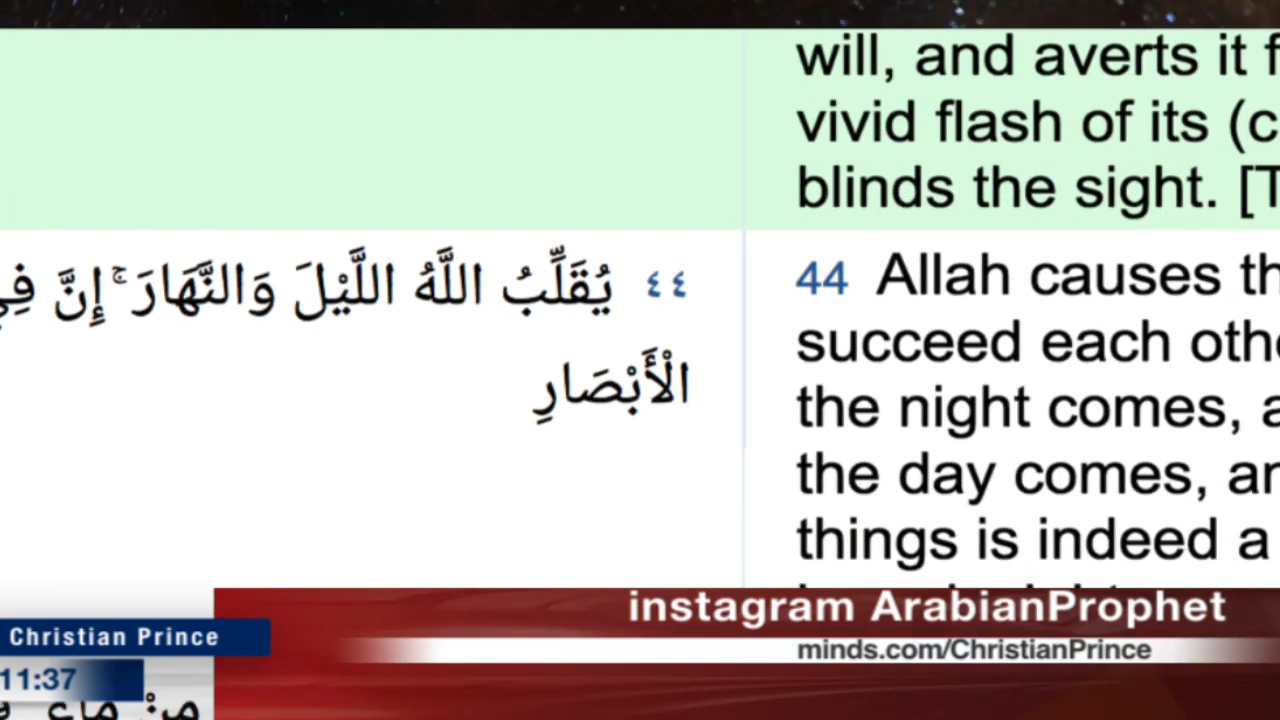 will, and averts it f
vivid flash of its (c
blinds the sight. [T
٤٤ يُقَلِّبُ اللَّهُ اللَّيْلَ وَالنَّهَارَ ۚ إِنَّ فِي
الْأَبْصَارِ
44 Allah causes th
succeed each othe
the night comes, a
the day comes, an
things is indeed a
instagram ArabianProphet
minds.com/ChristianPrince
Christian Prince
11:37
مِنْ مَاءٍ